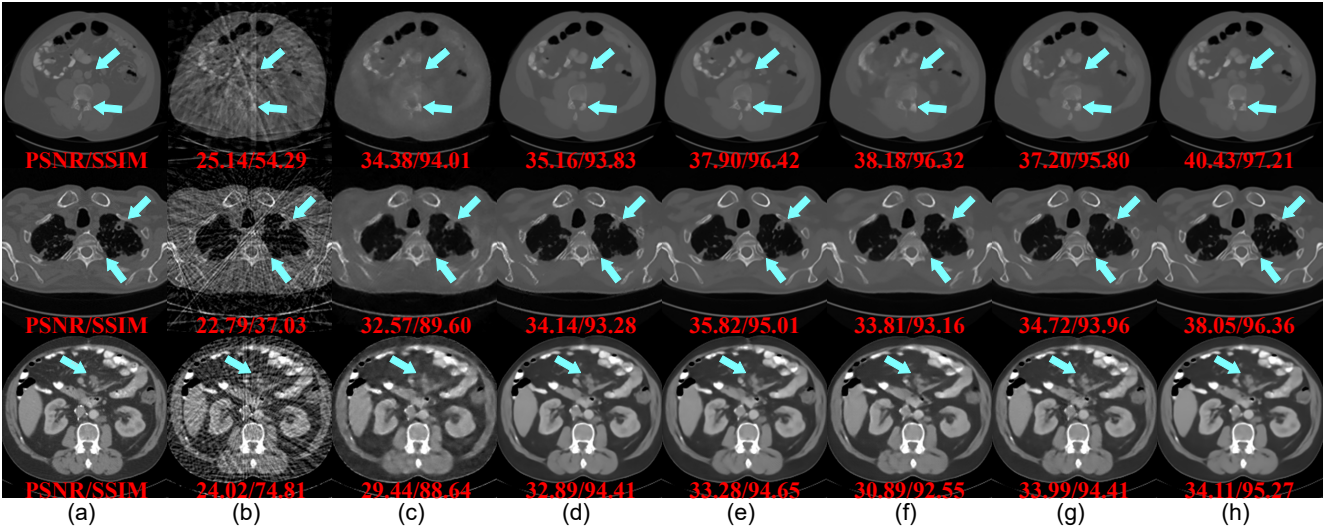 PSNR/SSIM 25.14/54.29 34.38/94.01 35.16/93.83 37.90/96.42 38.18/96.32 37.20/95.80 40.43/97.21
PSNR/SSIM 22.79/37.03 32.57/89.60 34.14/93.28 35.82/95.01 33.81/93.16 34.72/93.96 38.05/96.36
PSNR/SSIM 24.02/74.81 29.44/88.64 32.89/94.41 33.28/94.65 30.89/92.55 33.99/94.41 34.11/95.27
(a) (b) (c) (d) (e) (f) (g) (h)